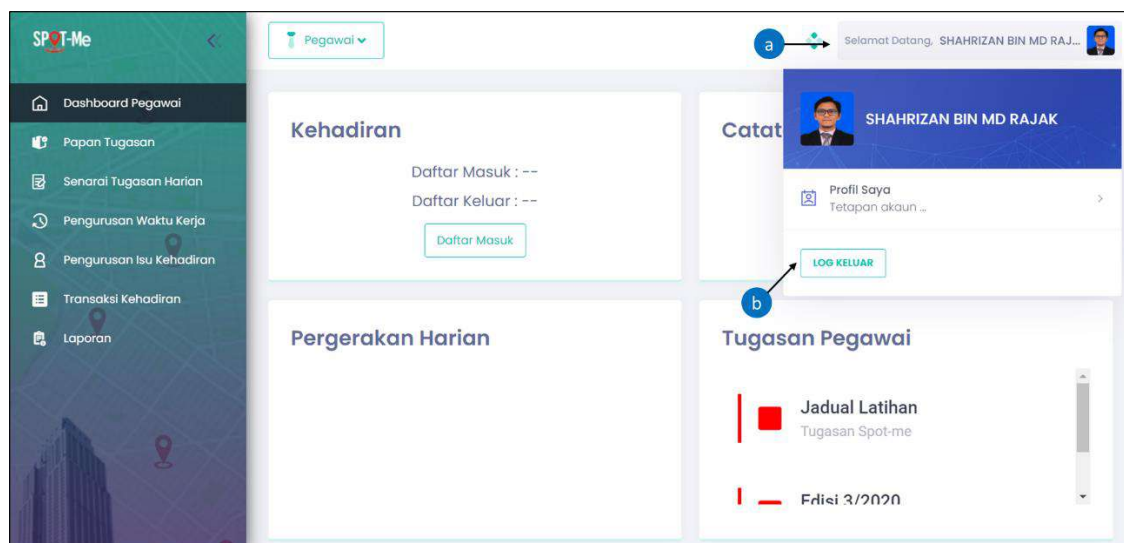 SPOT-Me
Pegawai
a
Selamat Datang, SHAHRIZAN BIN MD RAJ...
Dashboard Pegawai
Papan Tugasan
Senarai Tugasan Harian
Pengurusan Waktu Kerja
Pengurusan Isu Kehadiran
Transaksi Kehadiran
Laporan
Kehadiran
Daftar Masuk : --
Daftar Keluar : --
Daftar Masuk
Catat
SHAHRIZAN BIN MD RAJAK
Profil Saya
Tetapan akaun ...
LOG KELUAR
b
Pergerakan Harian
Tugasan Pegawai
Jadual Latihan
Tugasan Spot-me
Edisi 3/2020